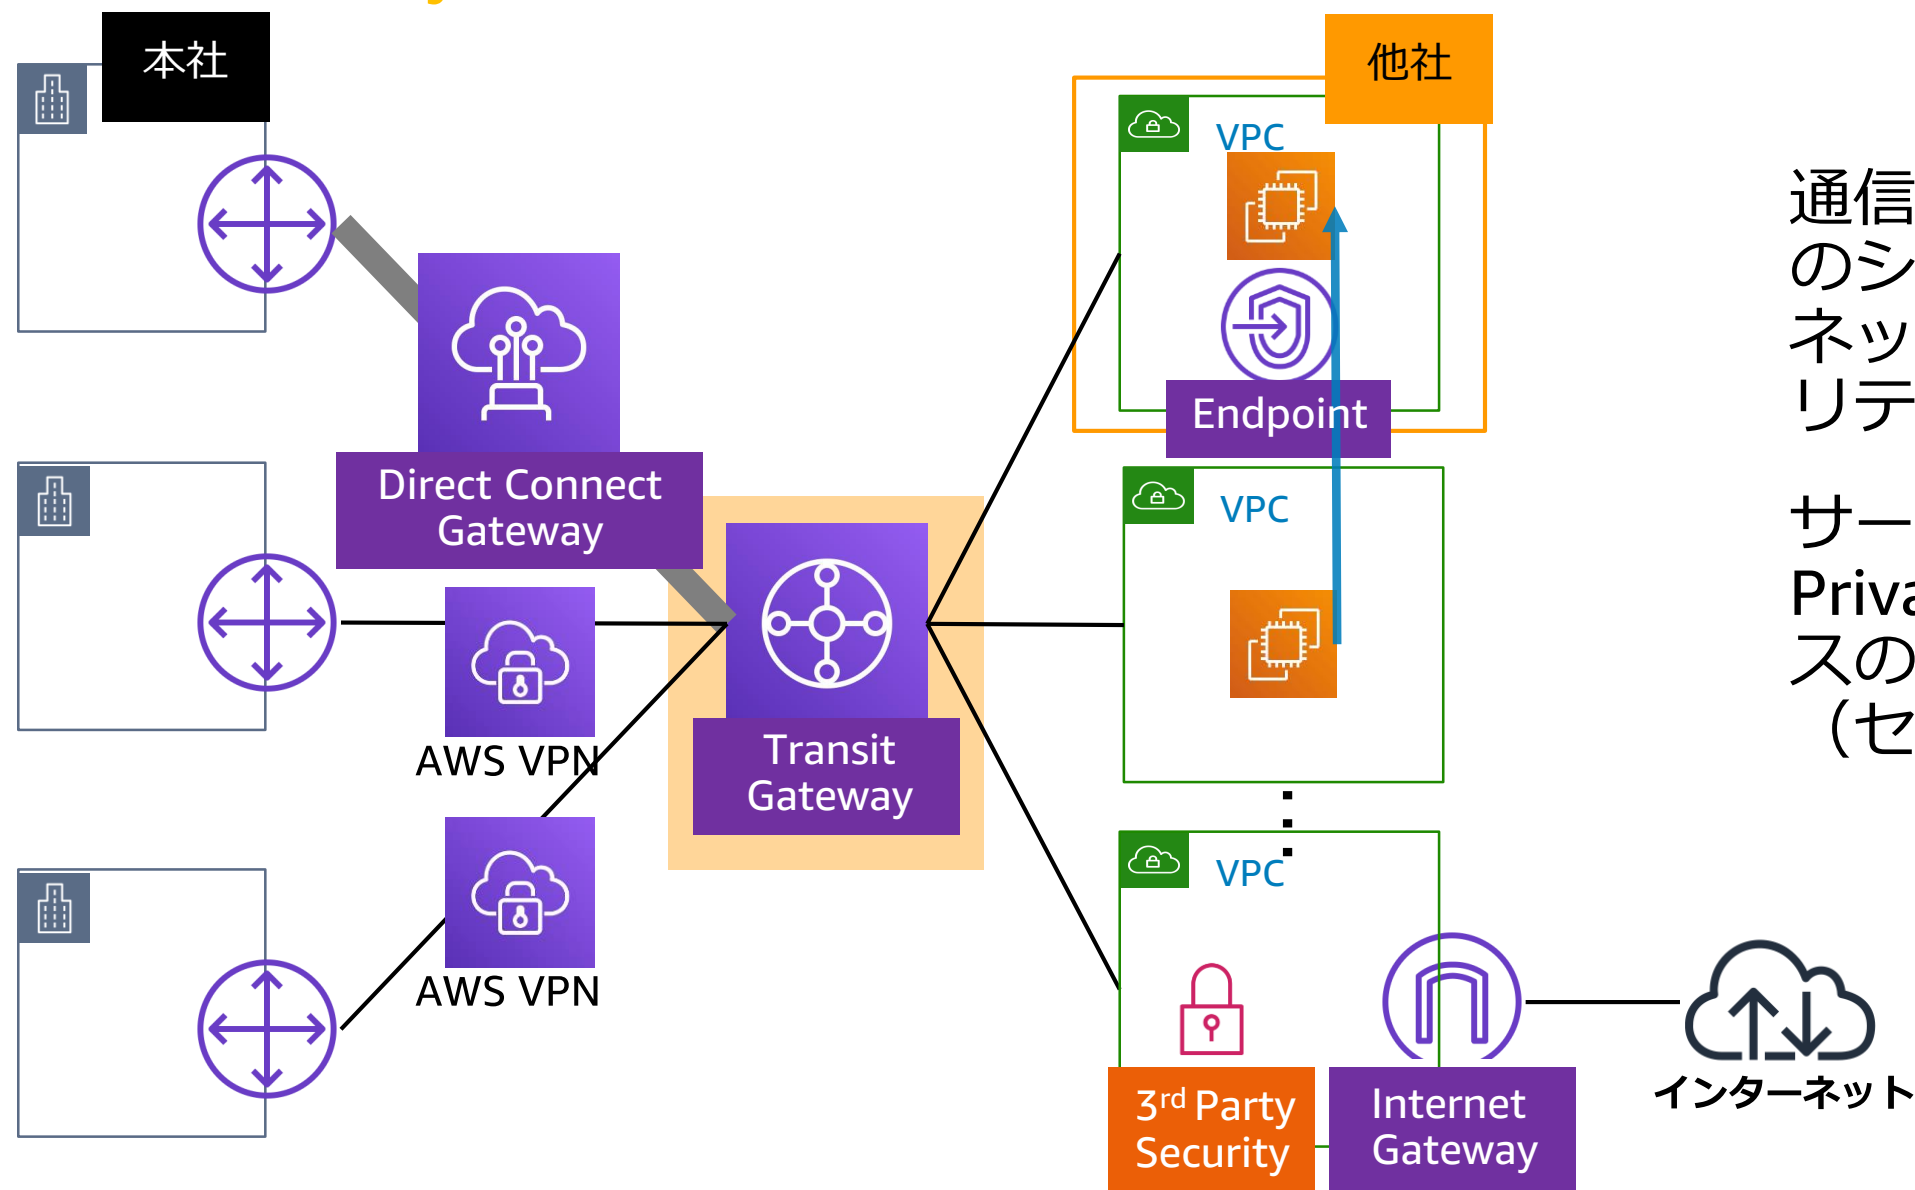 本社
他社
VPC
Endpoint
Direct Connect
Gateway
VPC
AWS VPN
Transit
Gateway
VPC
AWS VPN
3rd Party
Security
Internet
Gateway
インターネット
通信
のシ
ネッ
リテ
サー
Priva
スの
（セ